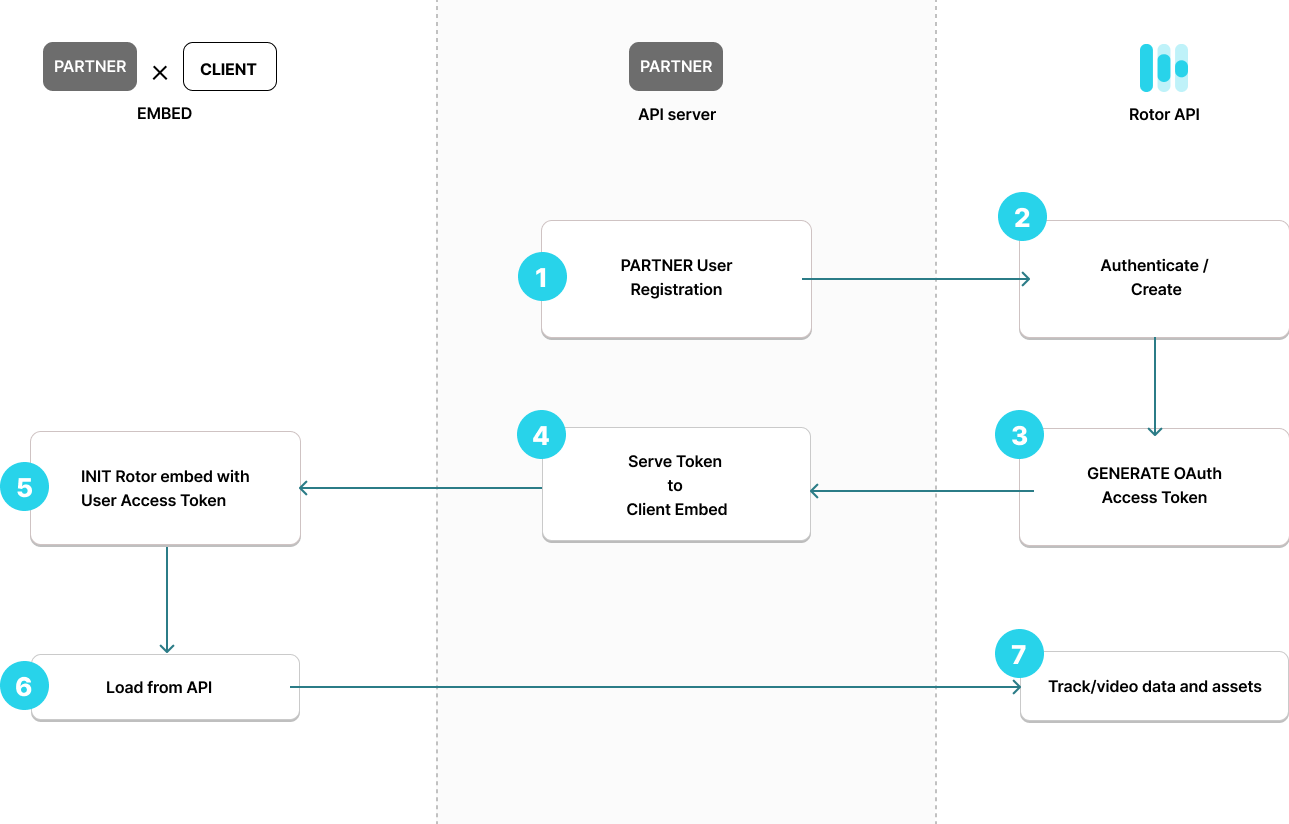 PARTNER
CLIENT
EMBED
PARTNER
API server
Rotor API
1
PARTNER User
Registration
2
Authenticate /
Create
3
GENERATE OAuth
Access Token
4
Serve Token
to
Client Embed
5
INIT Rotor embed with
User Access Token
6
Load from API
7
Track/video data and assets